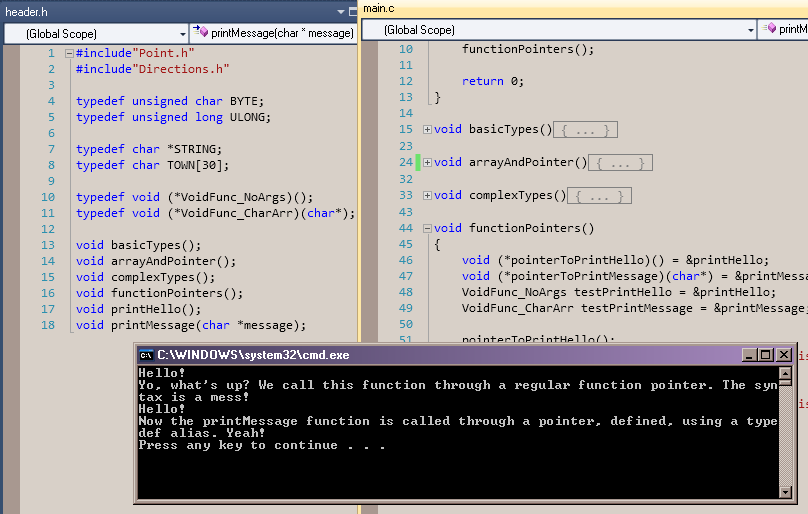 header.h
(Global Scope)
printMessage(char * message)
1 #include"Point.h"
2 #include"Directions.h"
3
4 typedef unsigned char BYTE;
5 typedef unsigned long ULONG;
6
7 typedef char *STRING;
8 typedef char TOWN[30];
9
10 typedef void (*VoidFunc_NoArgs)();
11 typedef void (*VoidFunc_CharArr)(char*);
12
13 void basicTypes();
14 void arrayAndPointer();
15 void complexTypes();
16 void functionPointers();
17 void printHello();
18 void printMessage(char *message);
main.c
(Global Scope)
printM
10 functionPointers();
11
12 return 0;
13 }
14
15 void basicTypes(){ ... }
23
24 void arrayAndPointer(){ ... }
32
33 void complexTypes(){ ... }
43
44 void functionPointers()
45 {
46 void (*pointerToPrintHello)() = &printHello;
47 void (*pointerToPrintMessage)(char*) = &printMessa
48 VoidFunc_NoArgs testPrintHello = &printHello;
49 VoidFunc_CharArr testPrintMessage = &printMessage;
50
51 pointerToPrintHello();
is
is
C:\WINDOWS\system32\cmd.exe
Hello!
Yo, what's up? We call this function through a regular function pointer. The syn
tax is a mess!
Hello!
Now the printMessage function is called through a pointer, defined, using a type
def alias. Yeah!
Press any key to continue . . .